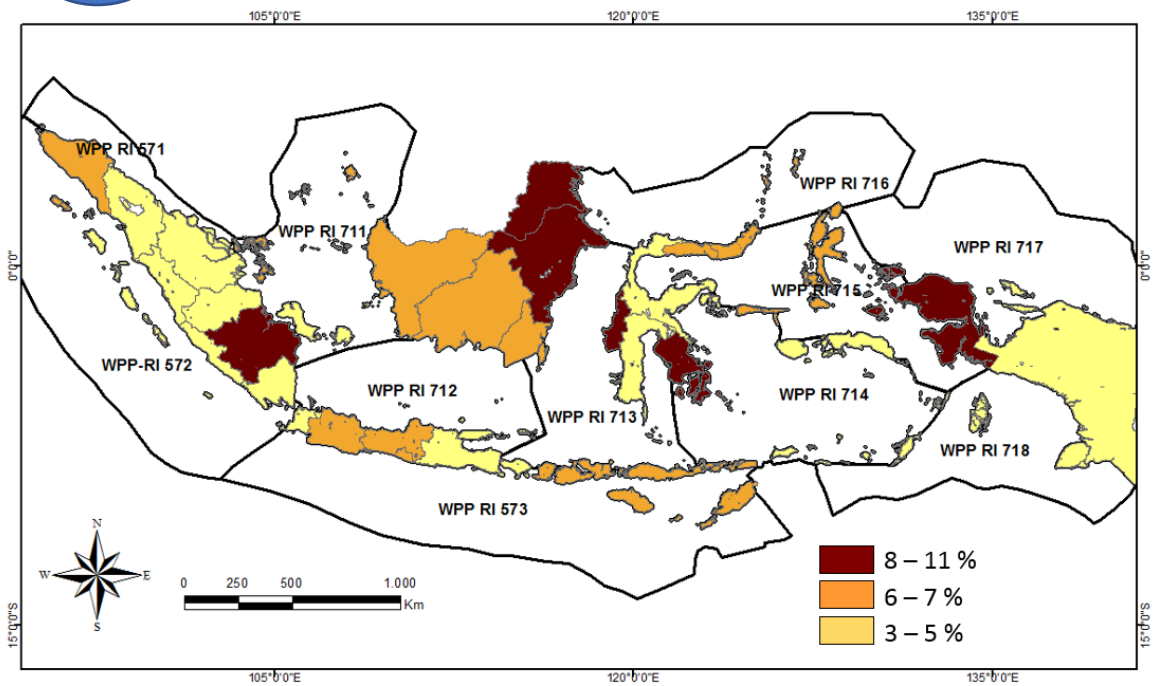 105°0'0"E
120°0'0"E
135°0'0"E
WPP RI 571
WPP RI 716
WPP RI 711
WPP RI 717
0°0'0"
0°0'0"
WPP RI 715
WPP-RI 572
WPP RI 712
WPP RI 713
WPP RI 714
WPP RI 718
WPP RI 573
N
W
E
S
0
250
500
1.000
Km
8 – 11 %
6 – 7 %
3 – 5 %
15°0'0"S
15°0'0"S
105°0'0"E
120°0'0"E
135°0'0"E